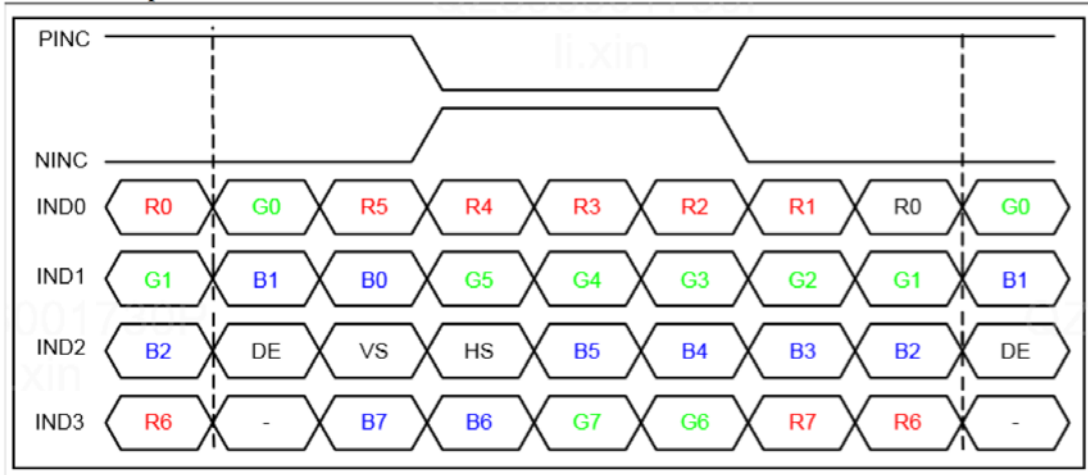 li.xin
PINC
NINC
IND0 R0 G0 R5 R4 R3 R2 R1 R0 G0
IND1 G1 B1 B0 G5 G4 G3 G2 G1 B1
IND2 B2 DE VS HS B5 B4 B3 B2 DE
IND3 R6 - B7 B6 G7 G6 R7 R6 -